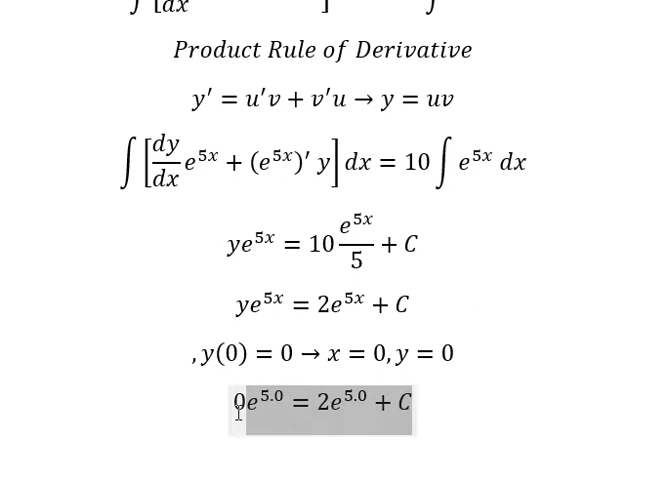 ∫ [dx ] ∫
Product Rule of Derivative
y′ = u′v + v′u → y = uv
∫ [dy/dx e^{5x} + (e^{5x})′ y] dx = 10 ∫ e^{5x} dx
ye^{5x} = 10 e^{5x}/5 + C
ye^{5x} = 2e^{5x} + C
, y(0) = 0 → x = 0, y = 0
0e^{5.0} = 2e^{5.0} + C